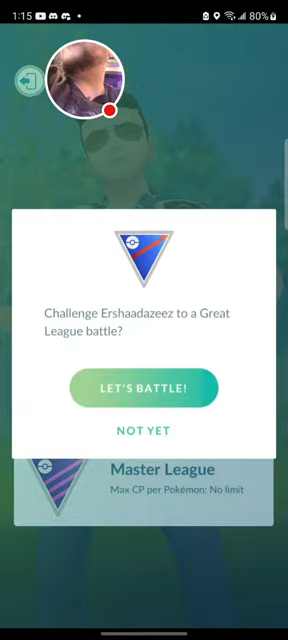 1:15
80%
Challenge Ershaadazeez to a Great
League battle?
LET'S BATTLE!
NOT YET
Master League
Max CP per Pokémon: No limit